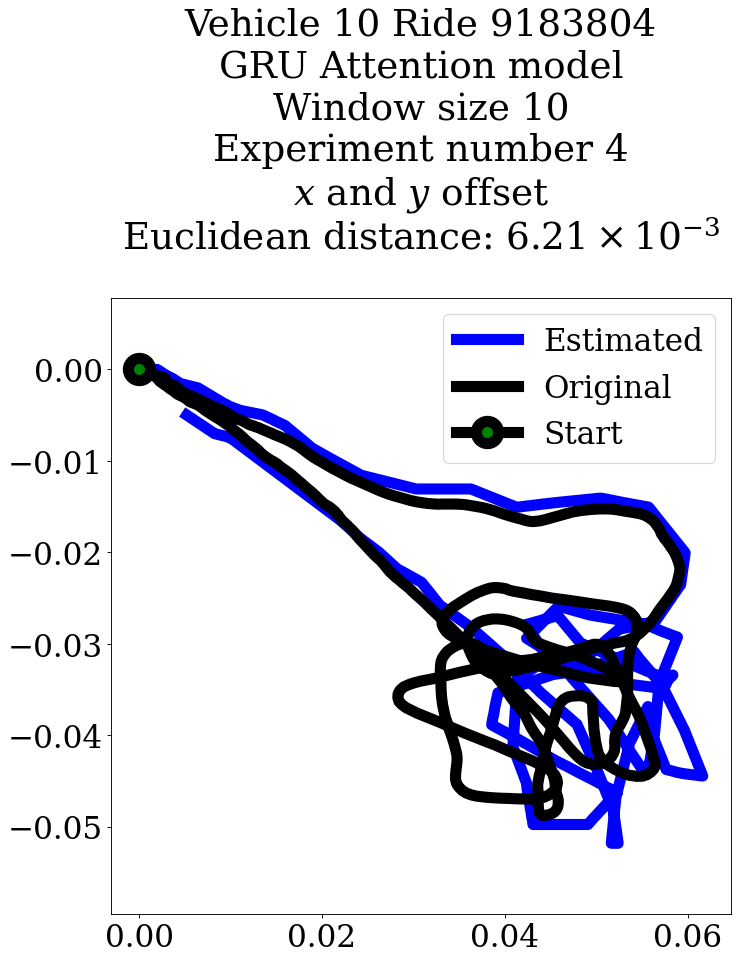 Vehicle 10 Ride 9183804
GRU Attention model
Window size 10
Experiment number 4
x and y offset
Euclidean distance: 6.21 × 10⁻³
Estimated
Original
Start
0.00
−0.01
−0.02
−0.03
−0.04
−0.05
0.00 0.02 0.04 0.06